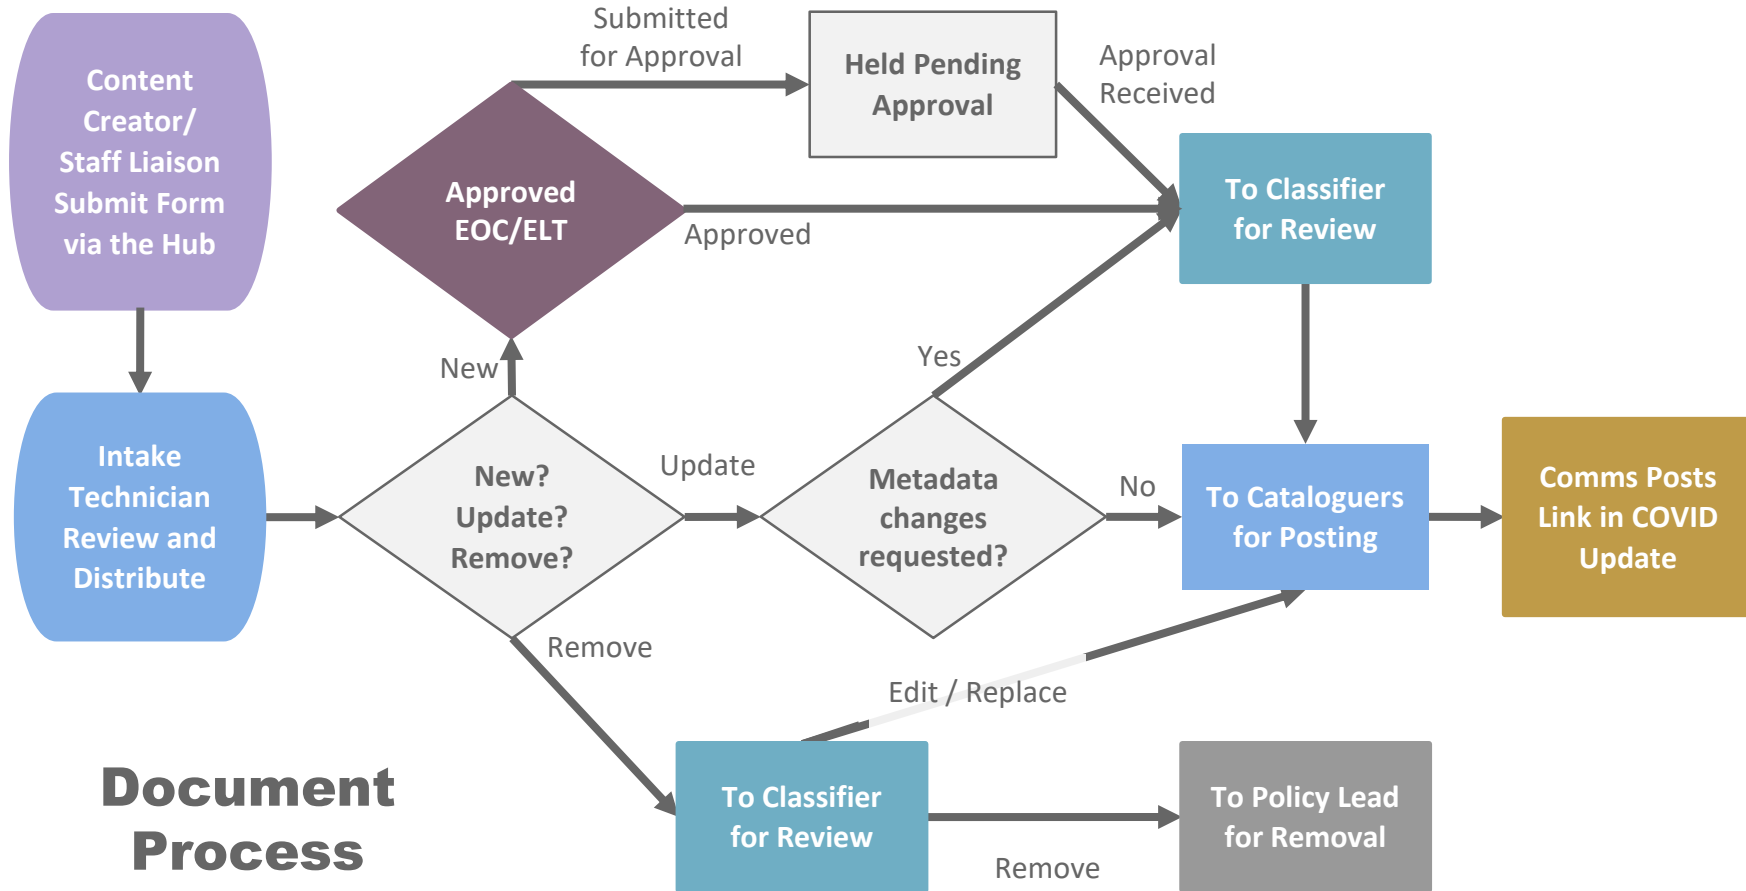 Content
Creator/
Staff Liaison
Submit Form
via the Hub
Submitted
for Approval
Held Pending
Approval
Approval
Received
Approved
EOC/ELT
Approved
To Classifier
for Review
New
Yes
Intake
Technician
Review and
Distribute
New?
Update?
Remove?
Update
Metadata
changes
requested?
No
To Cataloguers
for Posting
Comms Posts
Link in COVID
Update
Remove
Edit / Replace
To Classifier
for Review
Remove
To Policy Lead
for Removal
Document
Process